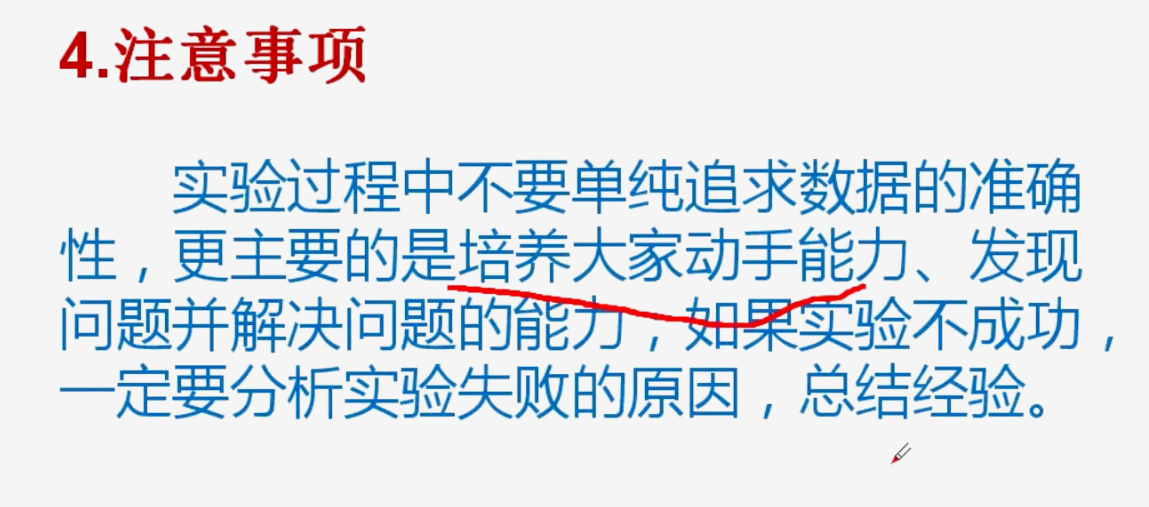 4.注意事项
实验过程中不要单纯追求数据的准确
性，更主要的是培养大家动手能力、发现
问题并解决问题的能力，如果实验不成功，
一定要分析实验失败的原因，总结经验。